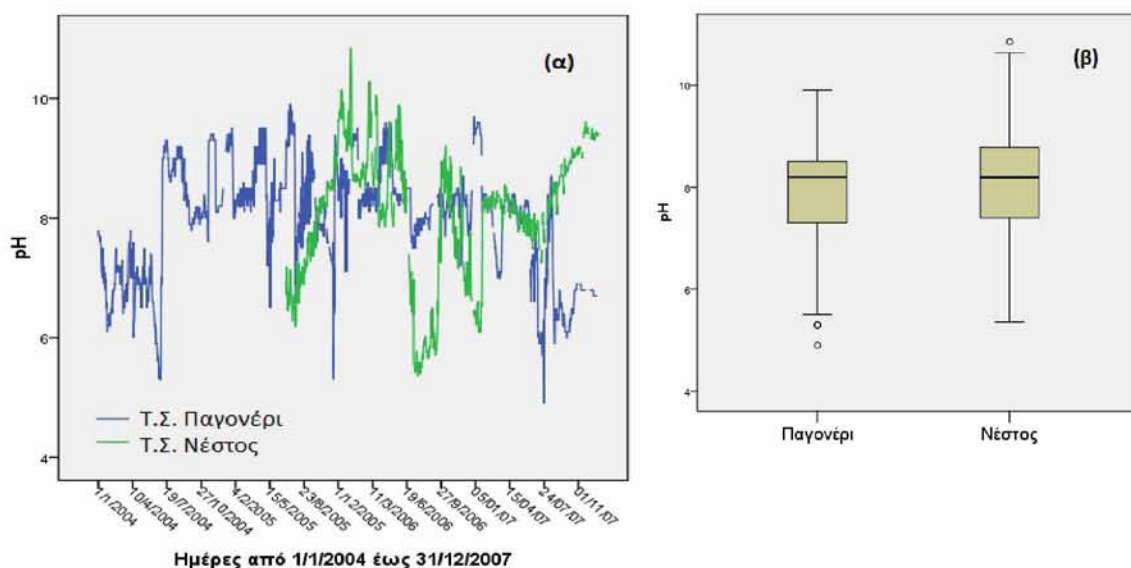 (α)
pH
10
8
6
4
Τ.Σ. Παγονέρι
Τ.Σ. Νέστος
1/1/2004
10/4/2004
19/7/2004
27/10/2004
4/2/2005
15/5/2005
23/8/2005
1/12/2005
11/3/2006
19/6/2006
27/9/2006
05/01/07
15/04/07
24/07/07
01/11/07
Ημέρες από 1/1/2004 έως 31/12/2007
(β)
pH
10
8
6
4
Παγονέρι
Νέστος